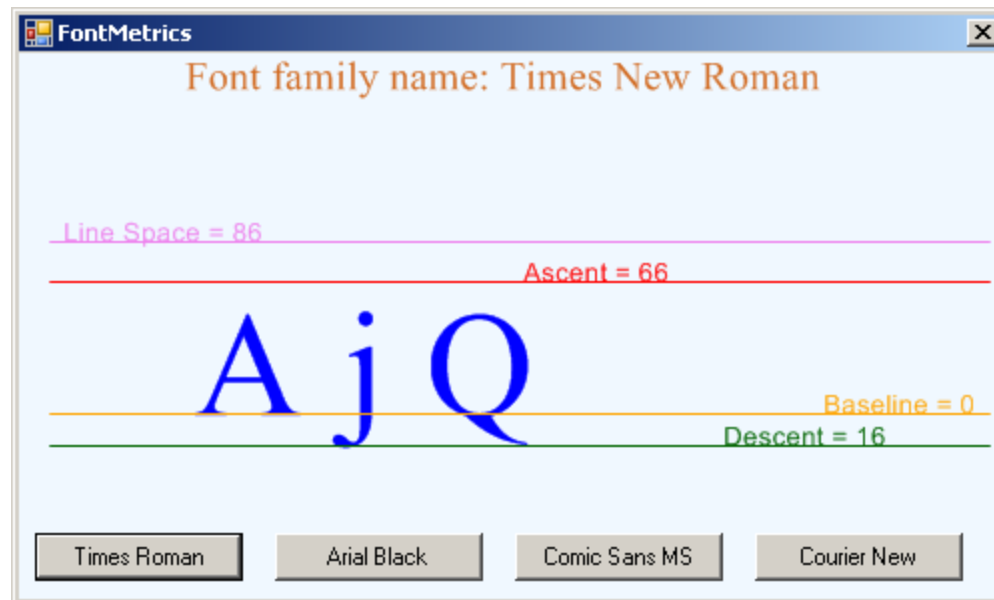 FontMetrics
Font family name: Times New Roman
Line Space = 86
Ascent = 66
A j Q
Baseline = 0
Descent = 16
Times Roman Arial Black Comic Sans MS Courier New